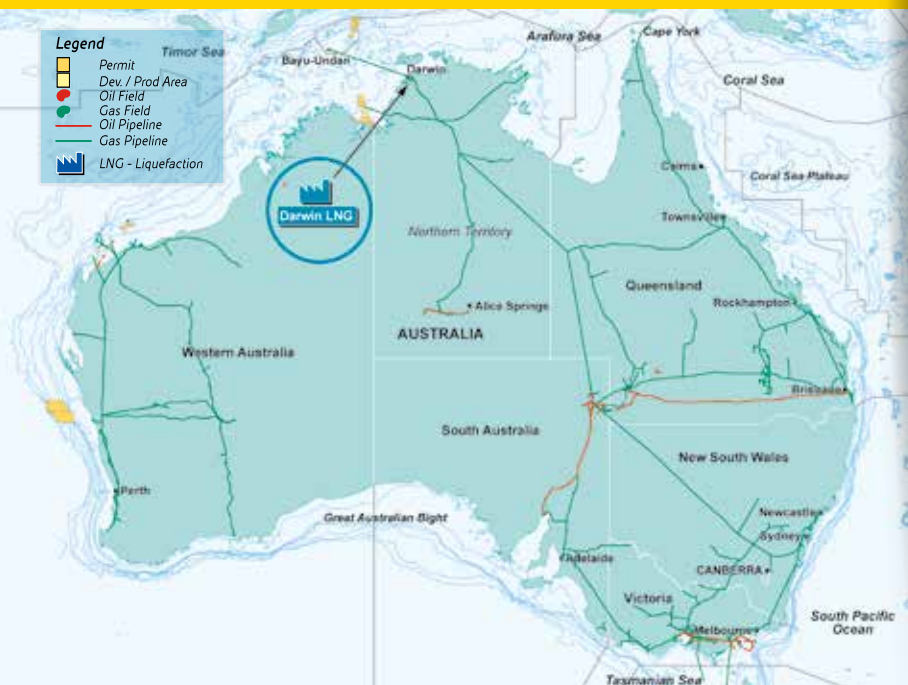 Legend
Permit
Dev. / Prod Area
Oil Field
Gas Field
Oil Pipeline
Gas Pipeline
LNG - Liquefaction
Timor Sea
Bayu-Undan
Darwin
Arafura Sea
Cape York
Coral Sea
Cairns
Coral Sea Plateau
Townsville
Darwin LNG
Northern Territory
Queensland
Rockhampton
Alice Springs
AUSTRALIA
Western Australia
Brisbane
South Australia
New South Wales
Perth
Great Australian Bight
Newcastle
Sydney
Adelaide
CANBERRA
Victoria
Melbourne
South Pacific
Ocean
Tasmanian Sea